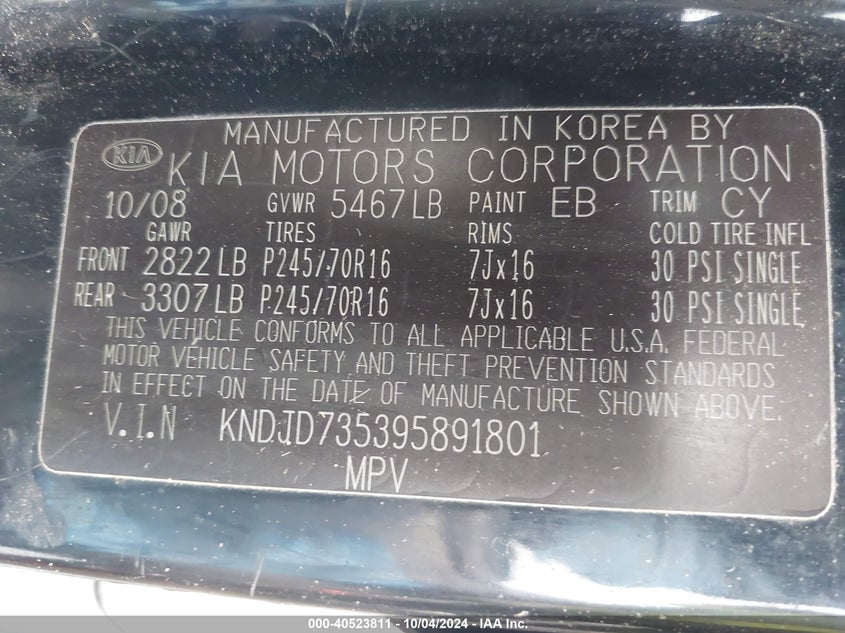 MANUFACTURED IN KOREA BY
KIA KIA MOTORS CORPORATION
10/08 GVWR 5467LB PAINT EB TRIM CY
GAWR TIRES RIMS COLD TIRE INFL
FRONT 2822LB P245/70R16 7Jx16 30 PSI SINGLE
REAR 3307LB P245/70R16 7Jx16 30 PSI SINGLE
THIS VEHICLE CONFORMS TO ALL APPLICABLE U.S.A. FEDERAL
MOTOR VEHICLE SAFETY AND THEFT PREVENTION STANDARDS
IN EFFECT ON THE DATE OF MANUFACTURE SHOWN ABOVE.
V.I.N KNDJD735395891801
MPV
000-40523811 - 10/04/2024 - www.iaai.com